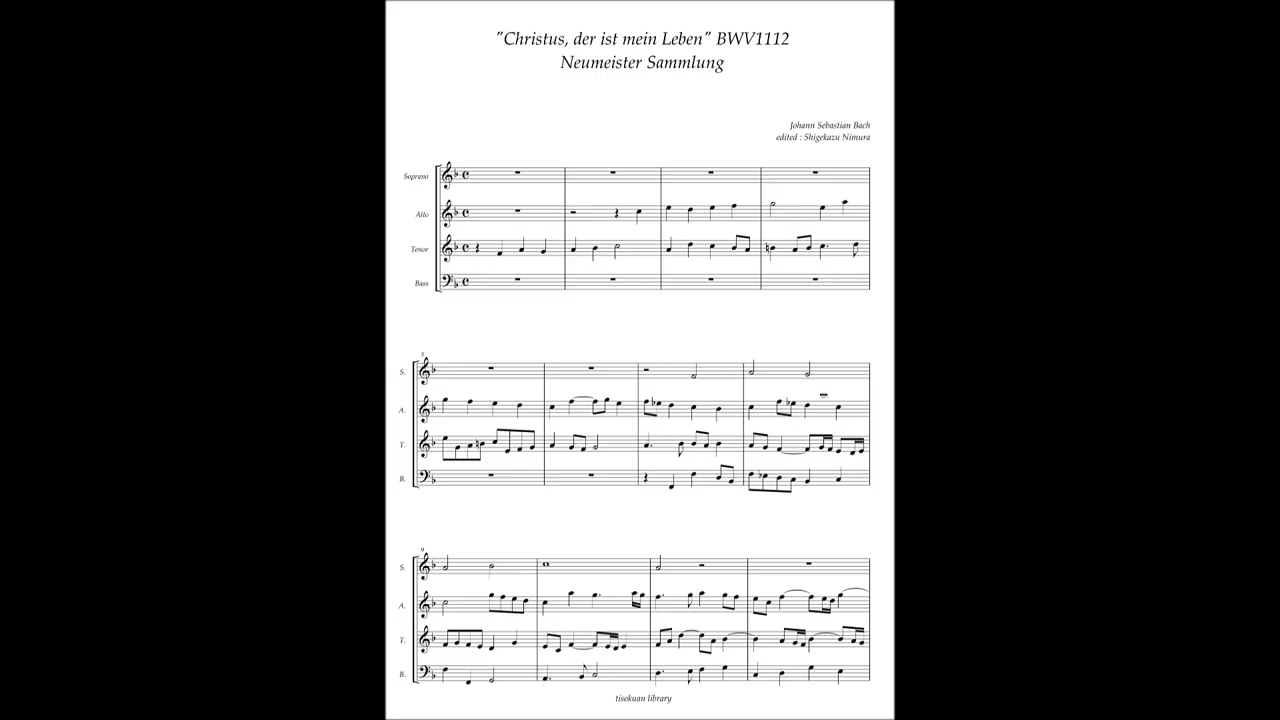 "Christus, der ist mein Leben" BWV1112
Neumeister Sammlung
Johann Sebastian Bach
edited : Shigekazu Nimura
Soprano
Alto
Tenor
Bass
5
S.
A.
T.
B.
9
S.
A.
T.
B.
tisokuan library